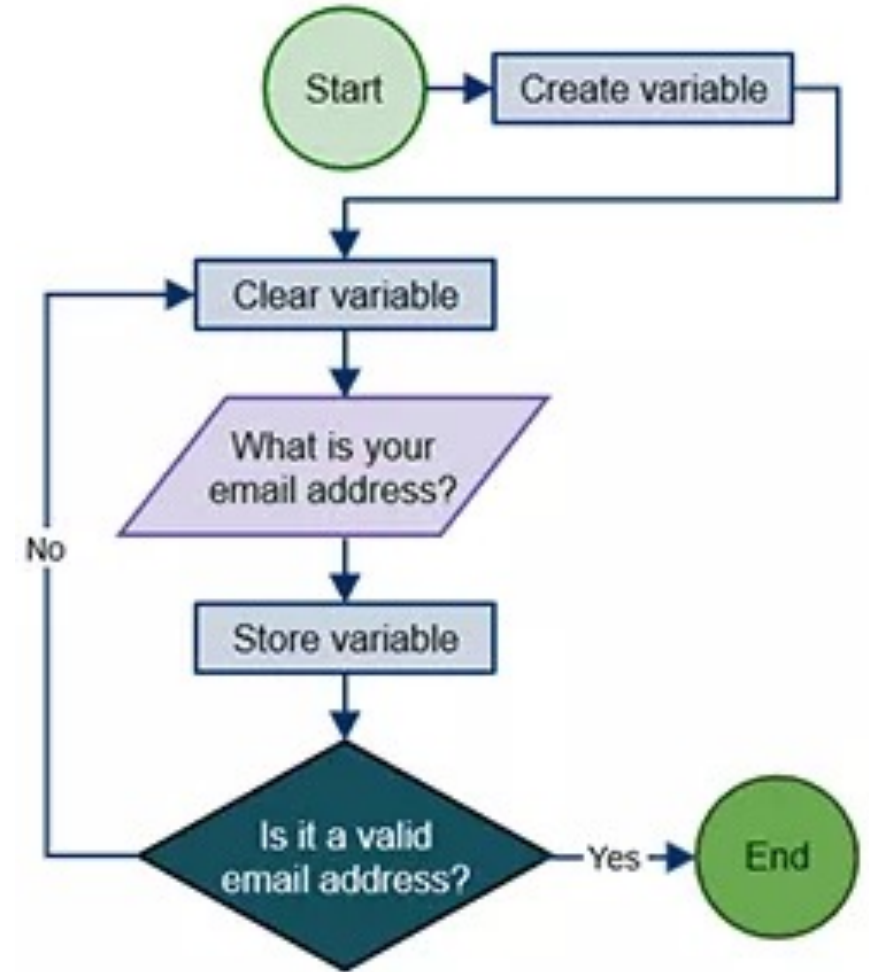 Start
Create variable
Clear variable
What is your
email address?
Store variable
Is it a valid
email address?
No
Yes
End